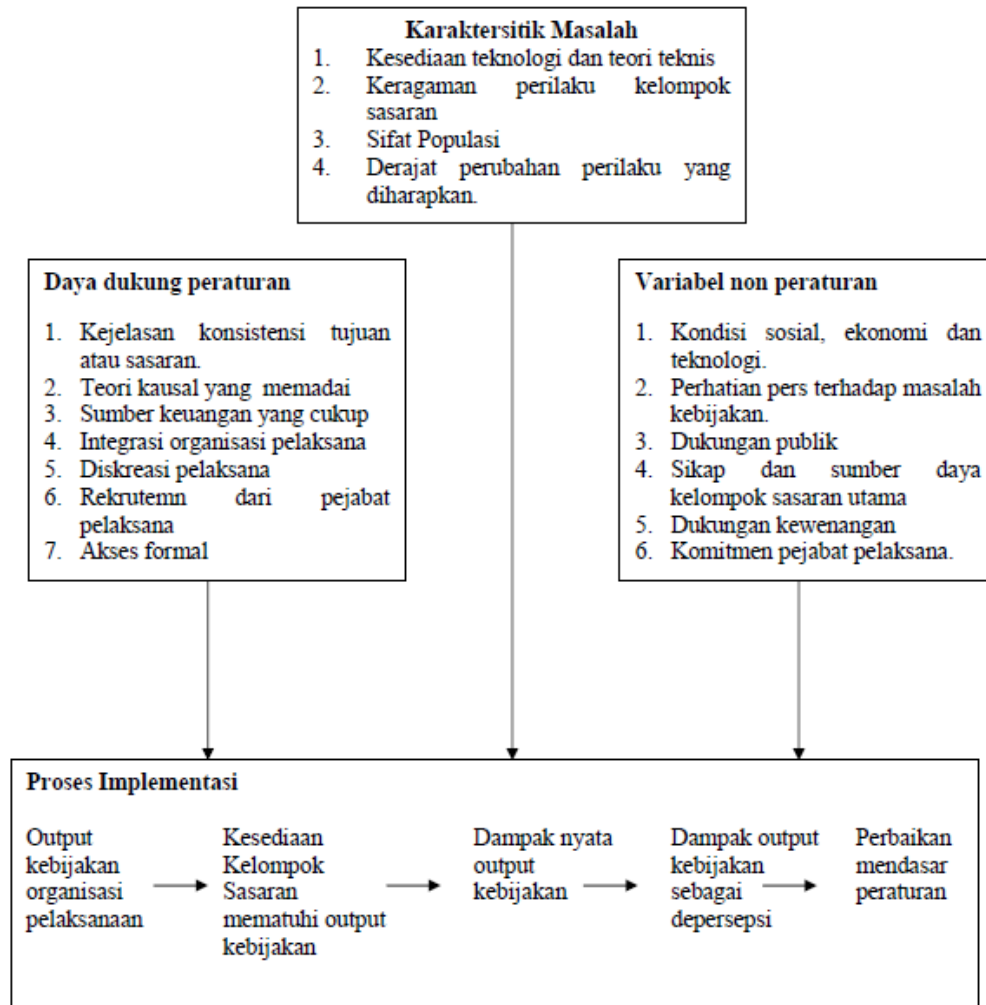 Karaktersitik Masalah
1. Kesediaan teknologi dan teori teknis
2. Keragaman perilaku kelompok
sasaran
3. Sifat Populasi
4. Derajat perubahan perilaku yang
diharapkan.
Daya dukung peraturan
1. Kejelasan konsistensi tujuan
atau sasaran.
2. Teori kausal yang memadai
3. Sumber keuangan yang cukup
4. Integrasi organisasi pelaksana
5. Diskreasi pelaksana
6. Rekrutemn dari pejabat
pelaksana
7. Akses formal
Variabel non peraturan
1. Kondisi sosial, ekonomi dan
teknologi.
2. Perhatian pers terhadap masalah
kebijakan.
3. Dukungan publik
4. Sikap dan sumber daya
kelompok sasaran utama
5. Dukungan kewenangan
6. Komitmen pejabat pelaksana.
Proses Implementasi
Output
kebijakan
organisasi
pelaksanaan
Kesediaan
Kelompok
Sasaran
mematuhi output
kebijakan
Dampak nyata
output
kebijakan
Dampak output
kebijakan
sebagai
depersepsi
Perbaikan
mendasar
peraturan